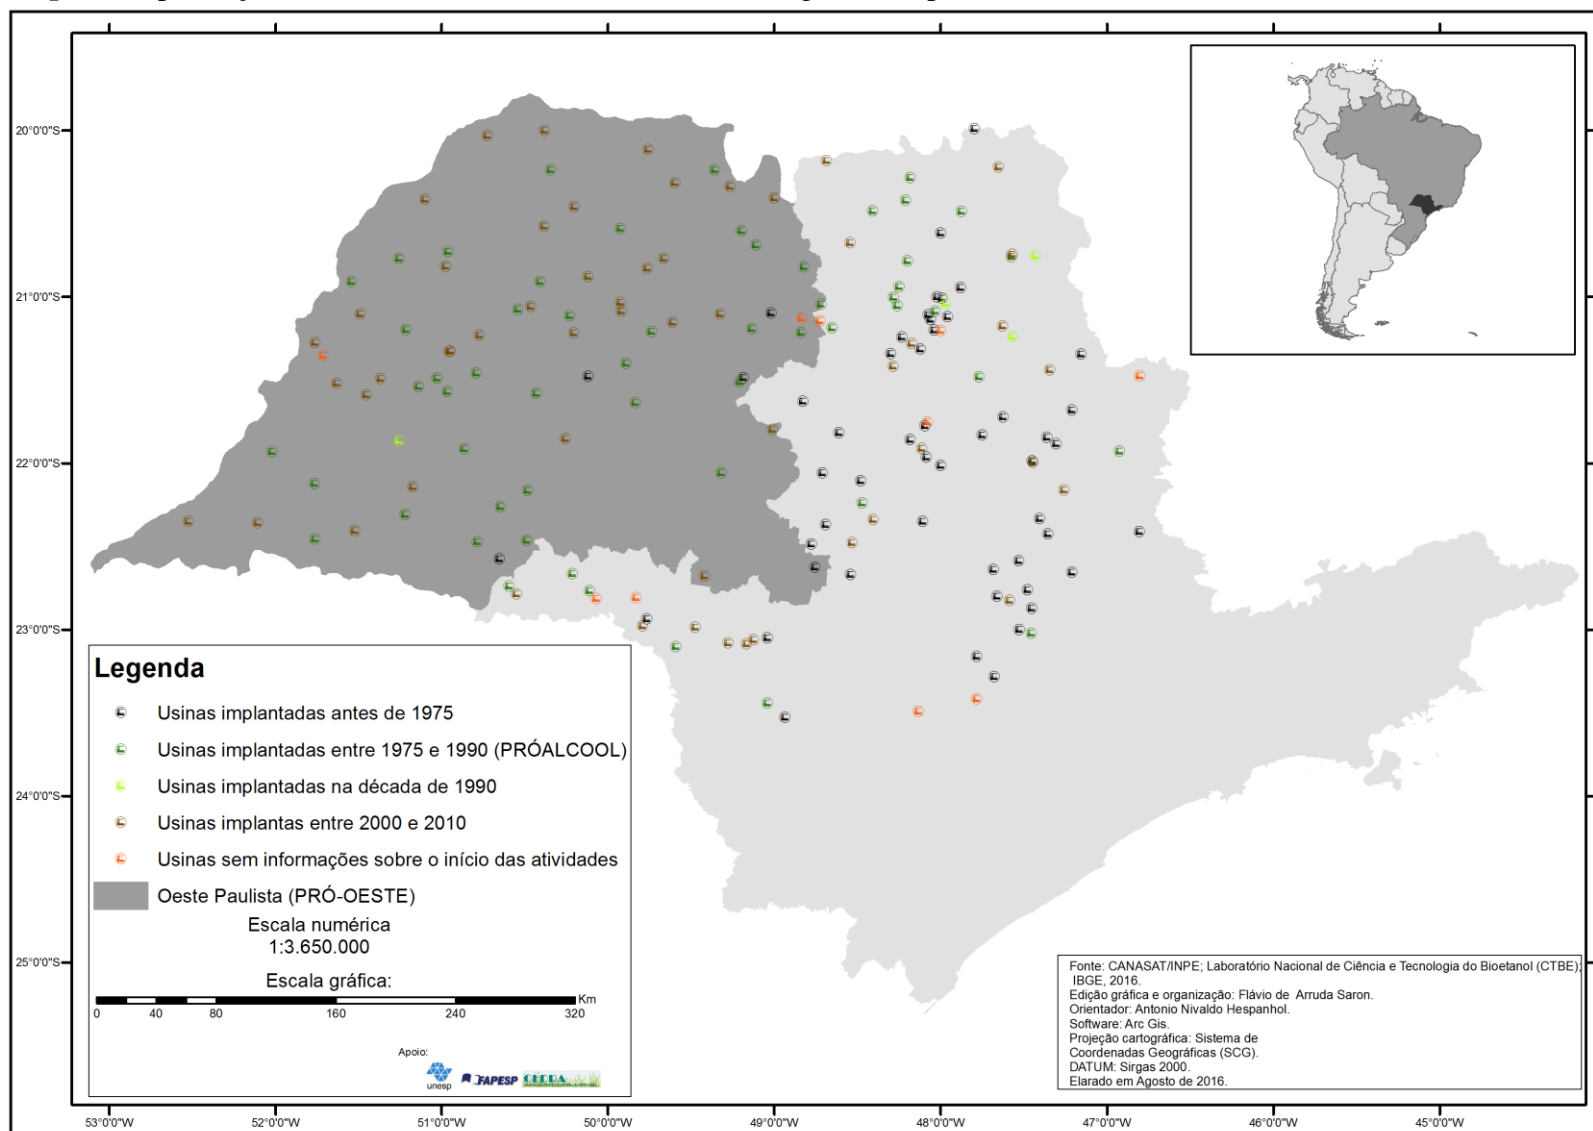 20°0'0"S
21°0'0"S
22°0'0"S
23°0'0"S
24°0'0"S
25°0'0"S
Legenda
Usinas implantadas antes de 1975
Usinas implantadas entre 1975 e 1990 (PRÓALCOOL)
Usinas implantadas na década de 1990
Usinas implantas entre 2000 e 2010
Usinas sem informações sobre o início das atividades
Oeste Paulista (PRÓ-OESTE)
Escala numérica
1:3.650.000
Escala gráfica:
Km
0 40 80 160 240 320
Apoio:
unesp FAPESP
Fonte: CANASAT/INPE; Laboratório Nacional de Ciência e Tecnologia do Bioetanol (CTBE);
IBGE, 2016.
Edição gráfica e organização: Flávio de Arruda Saron.
Orientador: Antonio Nivaldo Hespanhol.
Software: Arc Gis.
Projeção cartográfica: Sistema de
Coordenadas Geográficas (SCG).
DATUM: Sirgas 2000.
Elarado em Agosto de 2016.
53°0'0"W 52°0'0"W 51°0'0"W 50°0'0"W 49°0'0"W 48°0'0"W 47°0'0"W 46°0'0"W 45°0'0"W